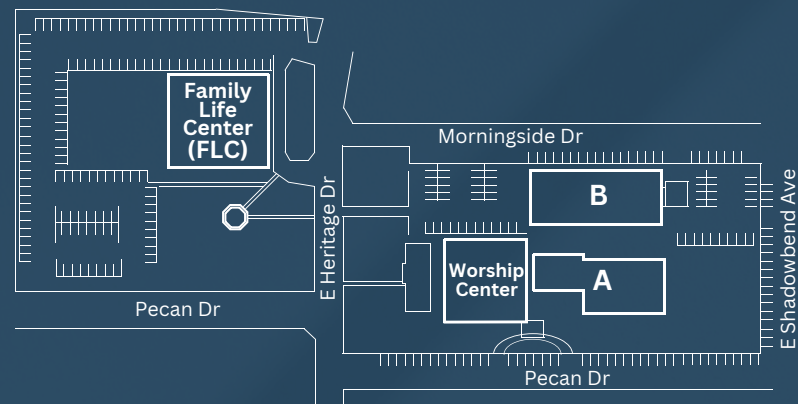 Family
Life
Center
(FLC)
Morningside Dr
B
E Heritage Dr
E Shadowbend Ave
Worship
Center
A
Pecan Dr
Pecan Dr